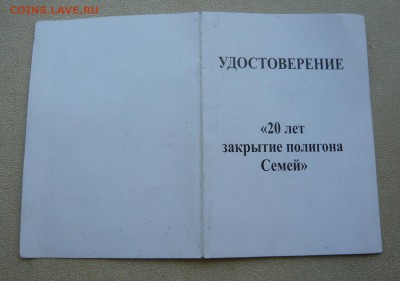 COINS.LAVE.RU
УДОСТОВЕРЕНИЕ
«20 лет
закрытие полигона
Семей»